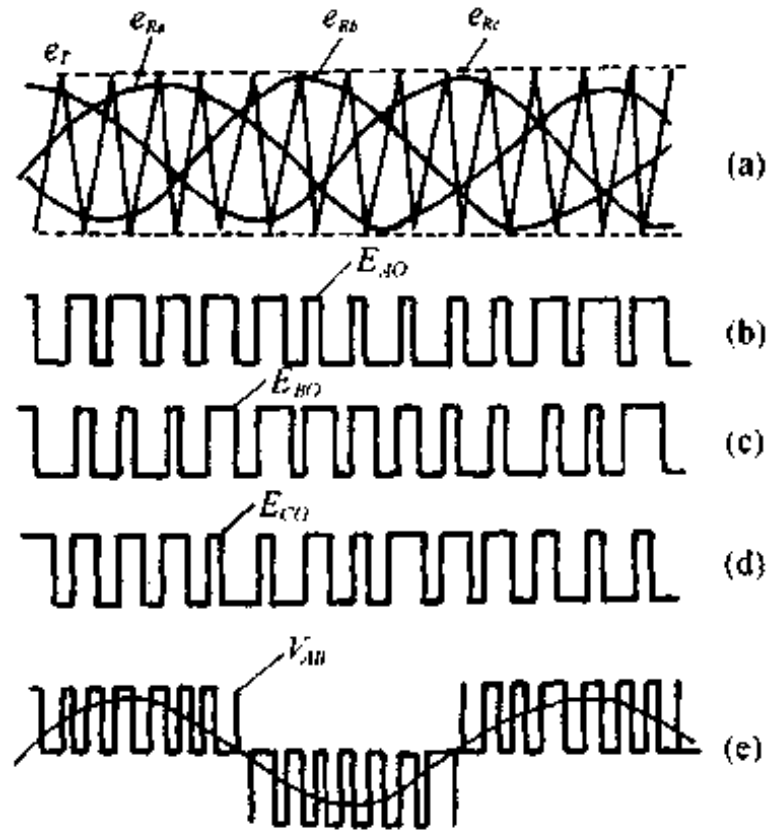 e_T e_Ra e_Rb e_Rc
(a)
E_AO
(b)
E_BO
(c)
E_CO
(d)
V_AB
(e)